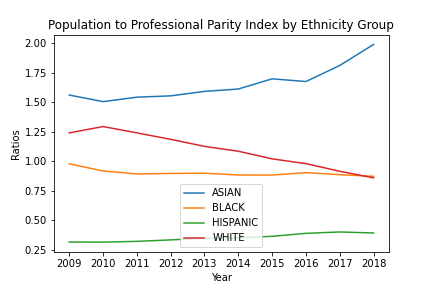 Population to Professional Parity Index by Ethnicity Group
2.00
1.75
1.50
1.25
1.00
0.75
0.50
0.25
Ratios
ASIAN
BLACK
HISPANIC
WHITE
2009 2010 2011 2012 2013 2014 2015 2016 2017 2018
Year